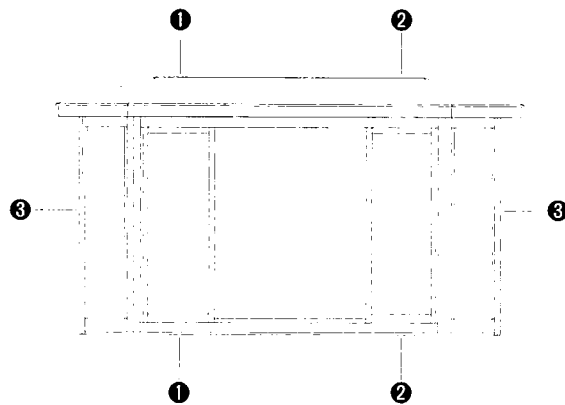 ❶ ❷
❸ ❸
❶ ❷